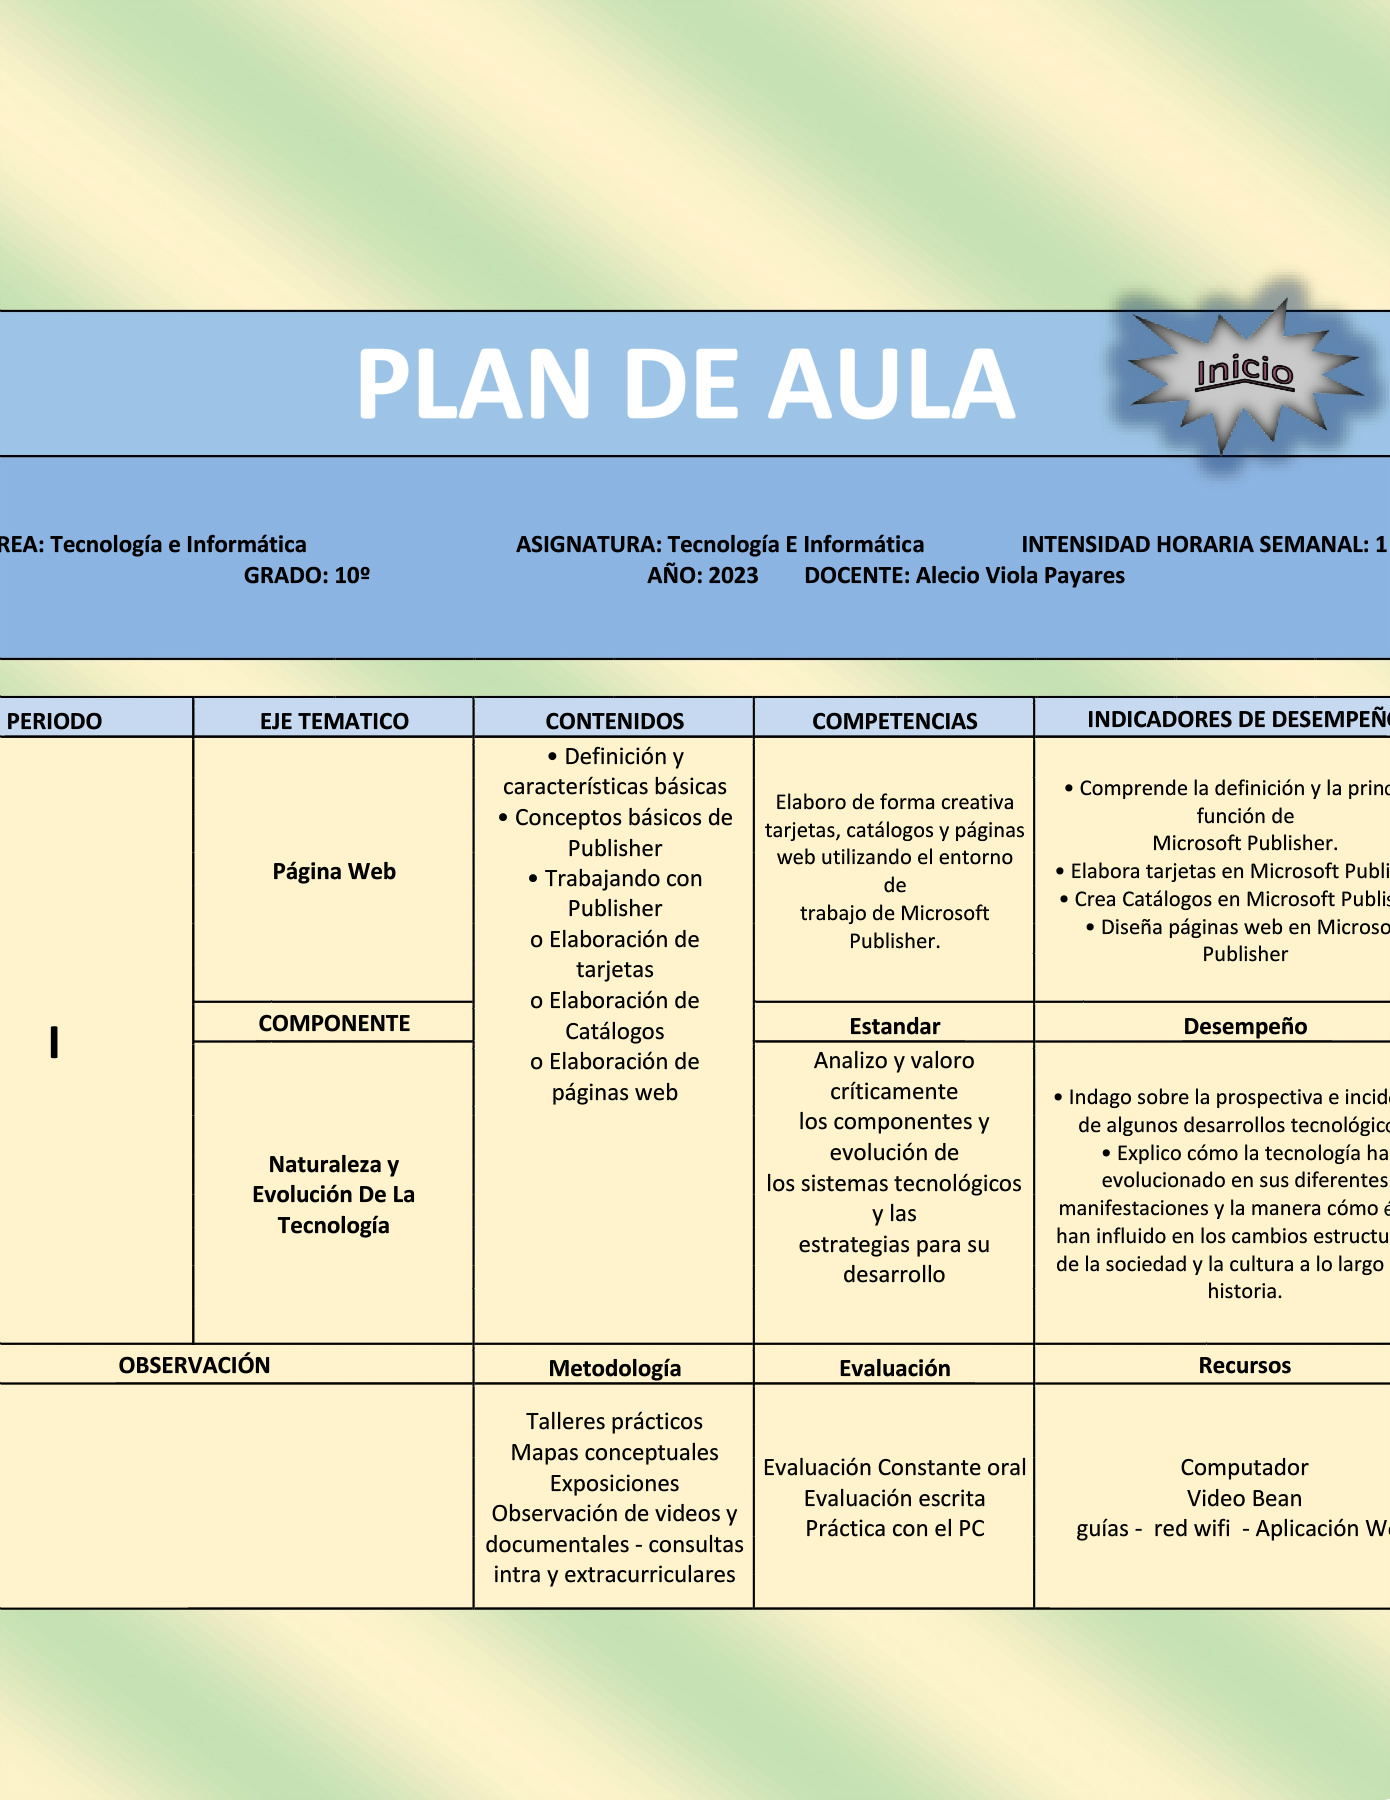 PLAN DE AULA
Inicio
REA: Tecnología e Informática ASIGNATURA: Tecnología E Informática INTENSIDAD HORARIA SEMANAL: 1
GRADO: 10º AÑO: 2023 DOCENTE: Alecio Viola Payares
PERIODO EJE TEMATICO CONTENIDOS COMPETENCIAS INDICADORES DE DESEMPEÑO
I
Página Web
• Definición y
características básicas
• Conceptos básicos de
Publisher
• Trabajando con
Publisher
o Elaboración de
tarjetas
o Elaboración de
Catálogos
o Elaboración de
páginas web
Elaboro de forma creativa
tarjetas, catálogos y páginas
web utilizando el entorno
de
trabajo de Microsoft
Publisher.
• Comprende la definición y la princ
función de
Microsoft Publisher.
• Elabora tarjetas en Microsoft Publi
• Crea Catálogos en Microsoft Publis
• Diseña páginas web en Microso
Publisher
COMPONENTE
Estandar
Desempeño
Naturaleza y
Evolución De La
Tecnología
Analizo y valoro
críticamente
los componentes y
evolución de
los sistemas tecnológicos
y las
estrategias para su
desarrollo
• Indago sobre la prospectiva e incid
de algunos desarrollos tecnológic
• Explico cómo la tecnología ha
evolucionado en sus diferentes
manifestaciones y la manera cómo é
han influido en los cambios estructu
de la sociedad y la cultura a lo largo
historia.
OBSERVACIÓN Metodología Evaluación Recursos
Talleres prácticos
Mapas conceptuales
Exposiciones
Observación de videos y
documentales - consultas
intra y extracurriculares
Evaluación Constante oral
Evaluación escrita
Práctica con el PC
Computador
Video Bean
guías - red wifi - Aplicación We